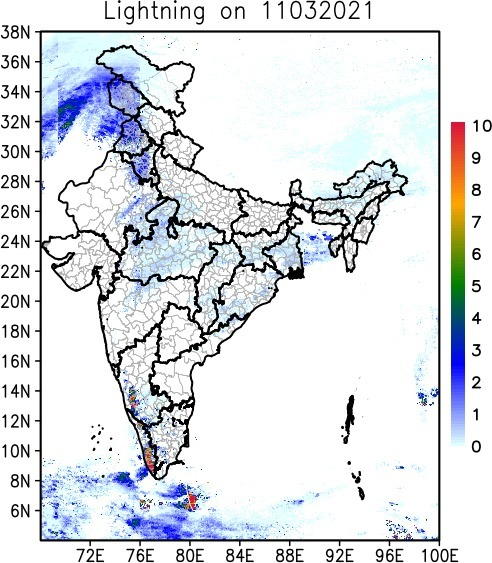 Lightning on 11032021
38N
36N
34N
32N
30N
28N
26N
24N
22N
20N
18N
16N
14N
12N
10N
8N
6N
72E 76E 80E 84E 88E 92E 96E 100E
10
9
8
7
6
5
4
3
2
1
0